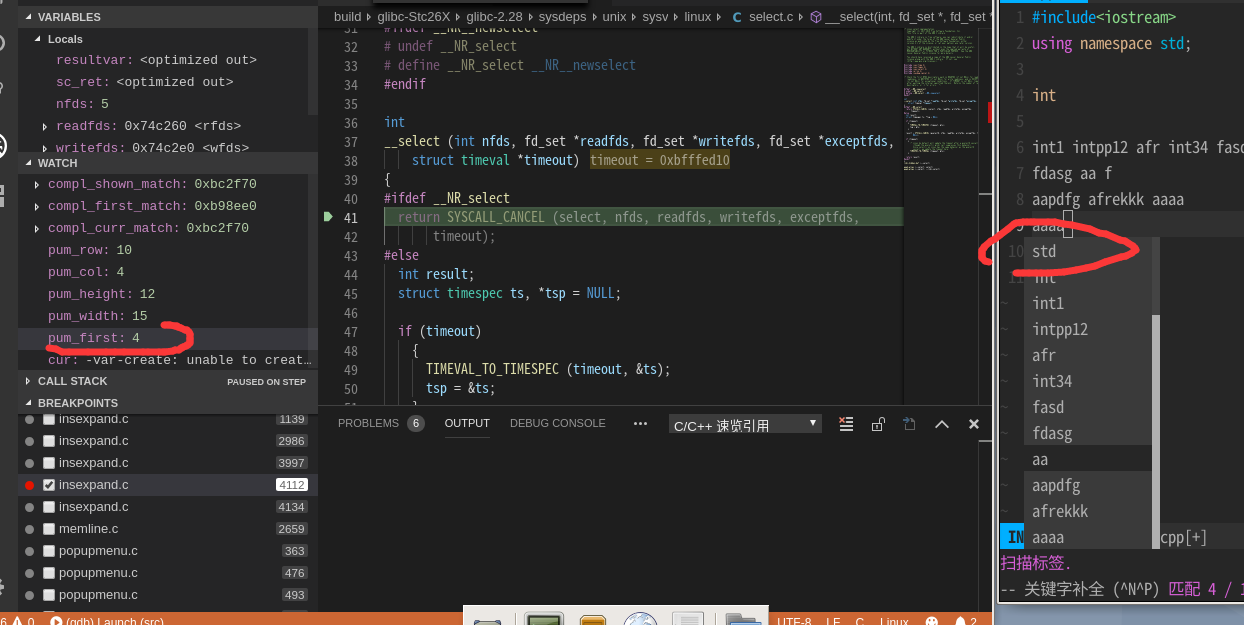 VARIABLES
Locals
resultvar: <optimized out>
sc_ret: <optimized out>
nfds: 5
readfds: 0x74c260 <rfds>
writefds: 0x74c2e0 <wfds>
WATCH
compl_shown_match: 0xbc2f70
compl_first_match: 0xb98ee0
compl_curr_match: 0xbc2f70
pum_row: 10
pum_col: 4
pum_height: 12
pum_width: 15
pum_first: 4
cur: -var-create: unable to creat…
CALL STACK PAUSED ON STEP
BREAKPOINTS
insexpand.c 1139
insexpand.c 2986
insexpand.c 3997
insexpand.c 4112
insexpand.c 4134
memline.c 2659
popupmenu.c 363
popupmenu.c 476
popupmenu.c 493
build glibc-Stc26X glibc-2.28 sysdeps unix sysv linux C select.c __select(int, fd_set *, fd_set *
31 #ifdef __NR__newselect
32 # undef __NR_select
33 # define __NR_select __NR__newselect
34 #endif
35
36 int
37 __select (int nfds, fd_set *readfds, fd_set *writefds, fd_set *exceptfds,
38 struct timeval *timeout) timeout = 0xbfffed10
39 {
40 #ifdef __NR_select
41 return SYSCALL_CANCEL (select, nfds, readfds, writefds, exceptfds,
42 timeout);
43 #else
44 int result;
45 struct timespec ts, *tsp = NULL;
46
47 if (timeout)
48 {
49 TIMEVAL_TO_TIMESPEC (timeout, &ts);
50 tsp = &ts;
PROBLEMS 6 OUTPUT DEBUG CONSOLE ••• C/C++ 速览引用
1 #include<iostream>
2 using namespace std;
3
4 int
5
6 int1 intpp12 afr int34 fasd
7 fdasg aa f
8 aapdfg afrekkk aaaa
9 aaaa
10 std
11 int
~ int1
~ intpp12
~ afr
~ int34
~ fasd
~ fdasg
~ aa
~ aapdfg
~ afrekkk
~ aaaa
IN cpp[+]
扫描标签.
-- 关键字补全 (^N^P) 匹配 4 /
6 0 (gdb) Launch (src) UTF-8 LF C Linux 2